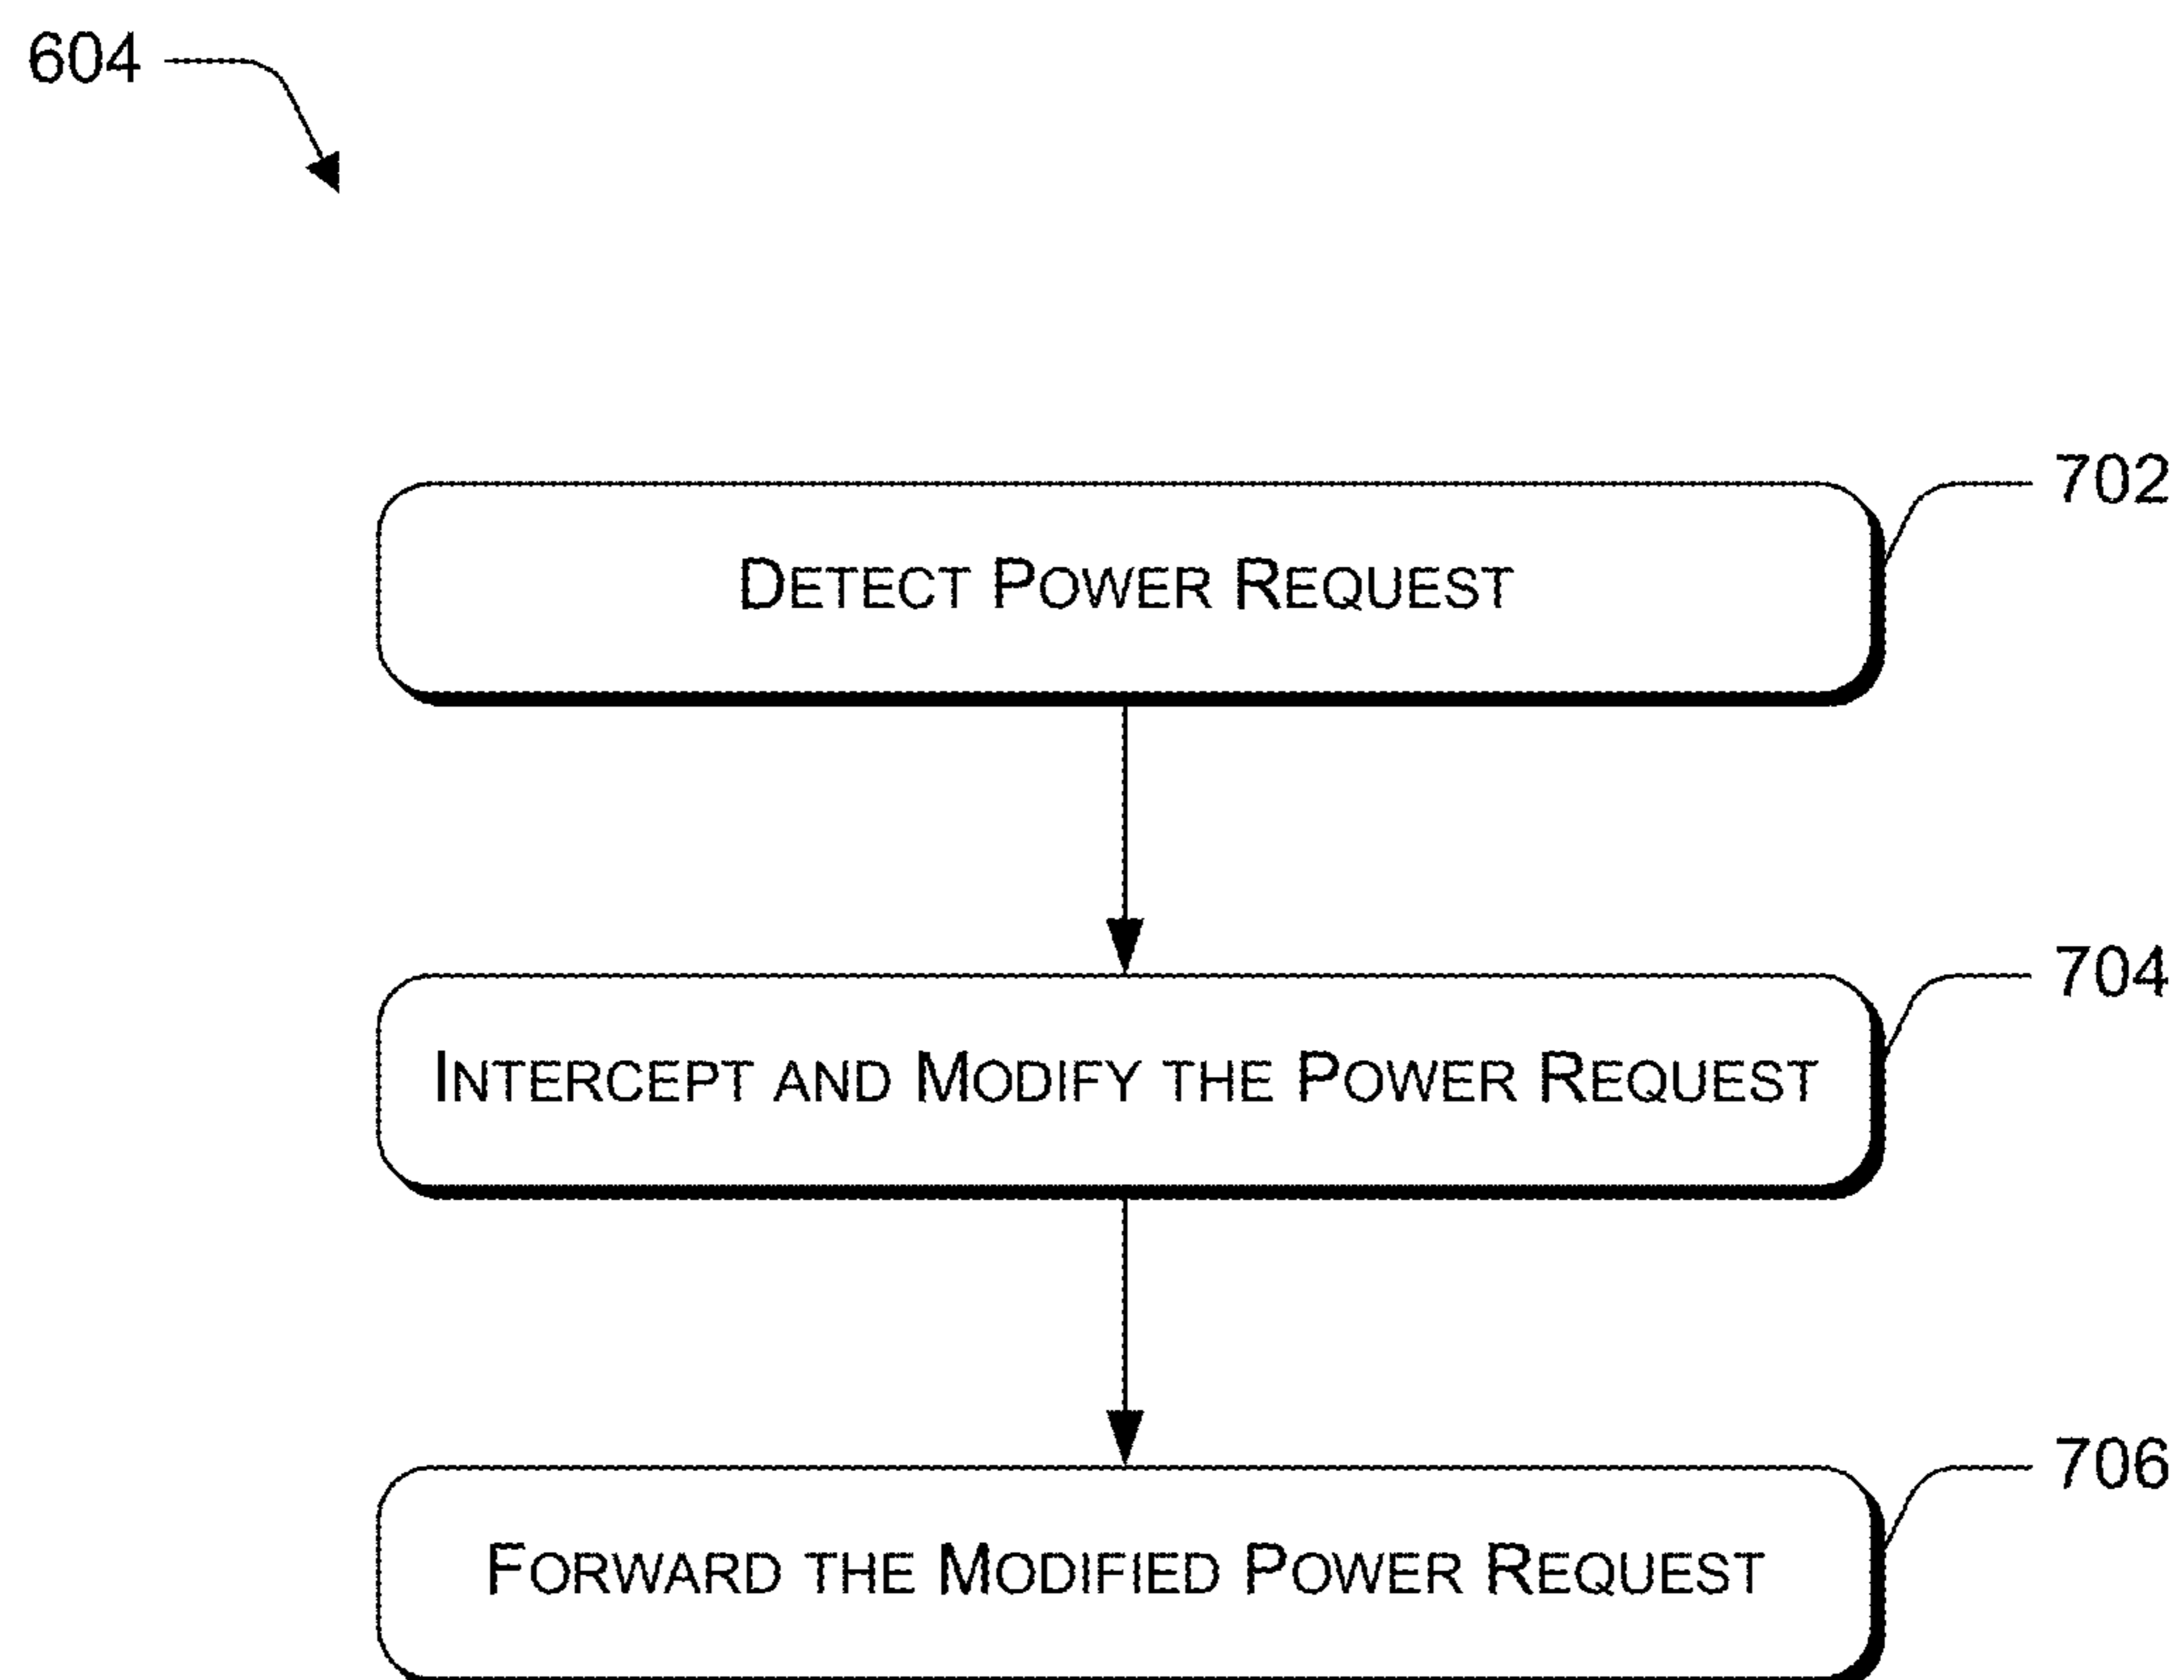 604
702
DETECT POWER REQUEST
704
INTERCEPT AND MODIFY THE POWER REQUEST
706
FORWARD THE MODIFIED POWER REQUEST